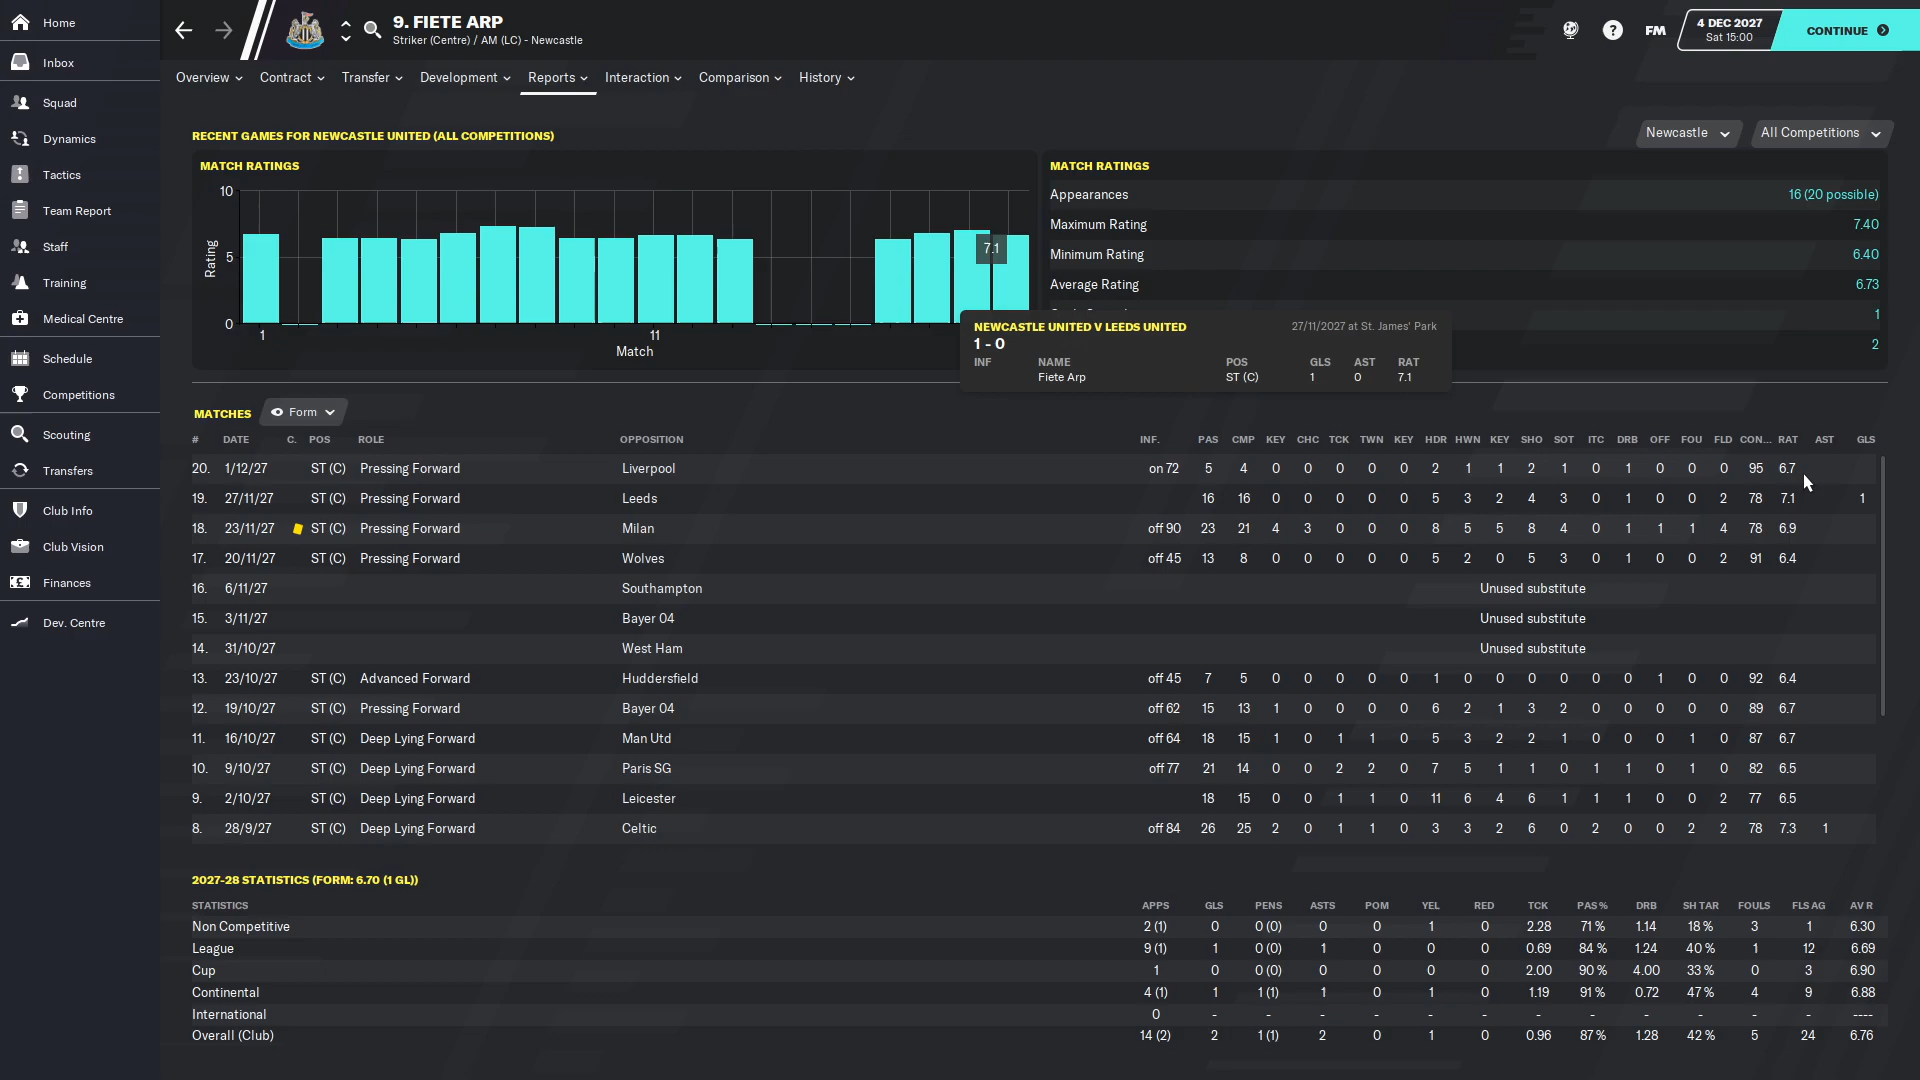 Home
Inbox
Squad
Dynamics
Tactics
Team Report
Staff
Training
Medical Centre
Schedule
Competitions
Scouting
Transfers
Club Info
Club Vision
Finances
Dev. Centre
9. FIETE ARP
Striker (Centre) / AM (LC) - Newcastle
FM
4 DEC 2027
Sat 15:00
CONTINUE
Overview Contract Transfer Development Reports Interaction Comparison History
RECENT GAMES FOR NEWCASTLE UNITED (ALL COMPETITIONS)
Newcastle All Competitions
MATCH RATINGS
10
5
0
Rating
7.1
1 11
Match
MATCH RATINGS
Appearances 16 (20 possible)
Maximum Rating 7.40
Minimum Rating 6.40
Average Rating 6.73
1
2
NEWCASTLE UNITED V LEEDS UNITED 27/11/2027 at St. James' Park
1 - 0
INF NAME POS GLS AST RAT
Fiete Arp ST (C) 1 0 7.1
MATCHES Form
# DATE C. POS ROLE OPPOSITION INF. PAS CMP KEY CHC TCK TWN KEY HDR HWN KEY SHO SOT ITC DRB OFF FOU FLD CON... RAT AST GLS
20. 1/12/27 ST (C) Pressing Forward Liverpool on 72 5 4 0 0 0 0 0 2 1 1 2 1 0 1 0 0 0 95 6.7
19. 27/11/27 ST (C) Pressing Forward Leeds 16 16 0 0 0 0 0 5 3 2 4 3 0 1 0 0 2 78 7.1 1
18. 23/11/27 ST (C) Pressing Forward Milan off 90 23 21 4 3 0 0 0 8 5 5 8 4 0 1 1 1 4 78 6.9
17. 20/11/27 ST (C) Pressing Forward Wolves off 45 13 8 0 0 0 0 0 5 2 0 5 3 0 1 0 0 2 91 6.4
16. 6/11/27 Southampton Unused substitute
15. 3/11/27 Bayer 04 Unused substitute
14. 31/10/27 West Ham Unused substitute
13. 23/10/27 ST (C) Advanced Forward Huddersfield off 45 7 5 0 0 0 0 0 1 0 0 0 0 0 0 1 0 0 92 6.4
12. 19/10/27 ST (C) Pressing Forward Bayer 04 off 62 15 13 1 0 0 0 0 6 2 1 3 2 0 0 0 0 0 89 6.7
11. 16/10/27 ST (C) Deep Lying Forward Man Utd off 64 18 15 1 0 1 1 0 5 3 2 2 1 0 0 0 1 0 87 6.7
10. 9/10/27 ST (C) Deep Lying Forward Paris SG off 77 21 14 0 0 2 2 0 7 5 1 1 0 1 1 0 1 0 82 6.5
9. 2/10/27 ST (C) Deep Lying Forward Leicester 18 15 0 0 1 1 0 11 6 4 6 1 1 1 0 0 2 77 6.5
8. 28/9/27 ST (C) Deep Lying Forward Celtic off 84 26 25 2 0 1 1 0 3 3 2 6 0 2 0 0 2 2 78 7.3 1
2027-28 STATISTICS (FORM: 6.70 (1 GL))
STATISTICS APPS GLS PENS ASTS POM YEL RED TCK PAS % DRB SH TAR FOULS FLS AG AV R
Non Competitive 2 (1) 0 0 (0) 0 0 1 0 2.28 71 % 1.14 18 % 3 1 6.30
League 9 (1) 1 0 (0) 1 0 0 0 0.69 84 % 1.24 40 % 1 12 6.69
Cup 1 0 0 (0) 0 0 0 0 2.00 90 % 4.00 33 % 0 3 6.90
Continental 4 (1) 1 1 (1) 1 0 1 0 1.19 91 % 0.72 47 % 4 9 6.88
International 0 - - - - - - - - - - - - ----
Overall (Club) 14 (2) 2 1 (1) 2 0 1 0 0.96 87 % 1.28 42 % 5 24 6.76